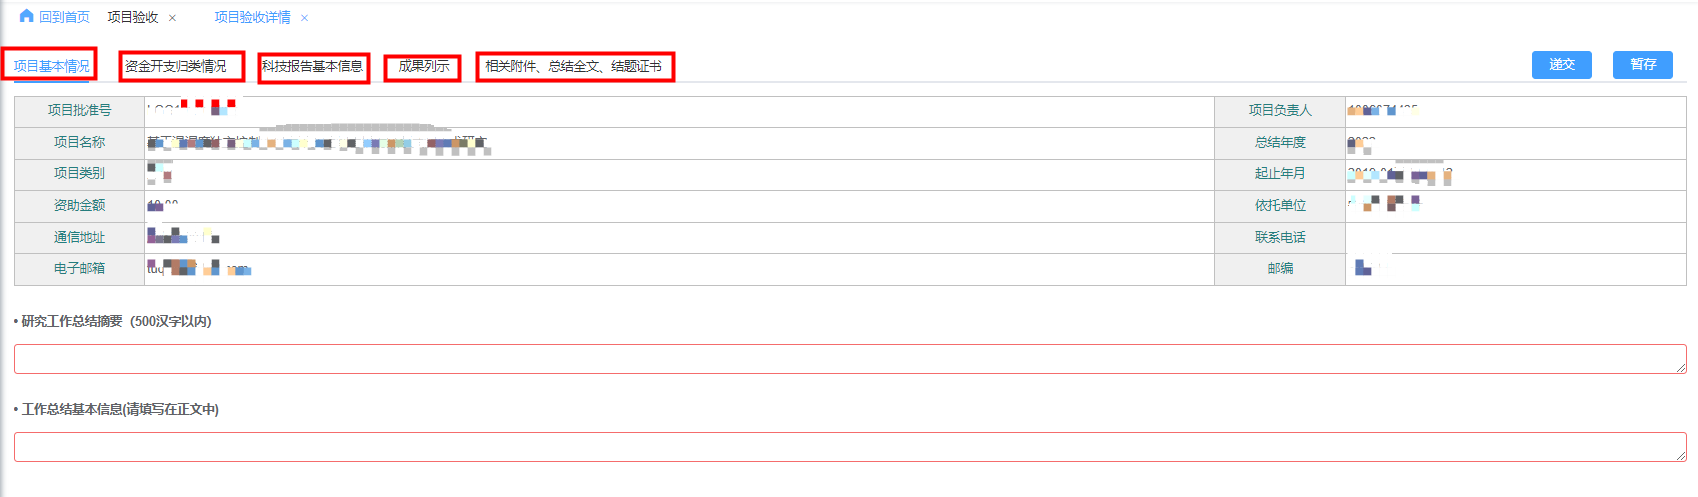 回到首页 项目验收 × 项目验收详情 ×
项目基本情况 资金开支归类情况 科技报告基本信息 成果列示 相关附件、总结全文、结题证书 递交 暂存
项目批准号 项目负责人
项目名称 总结年度
项目类别 起止年月
资助金额 依托单位
通信地址 联系电话
电子邮箱 邮编
• 研究工作总结摘要（500汉字以内）
• 工作总结基本信息(请填写在正文中)